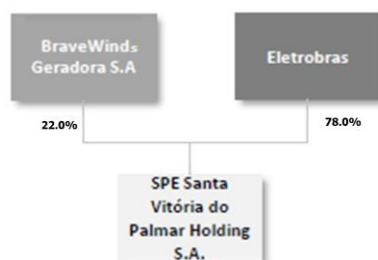 BraveWinds
Geradora S.A
Eletrobras
22.0%
78.0%
SPE Santa
Vitória do
Palmar Holding
S.A.